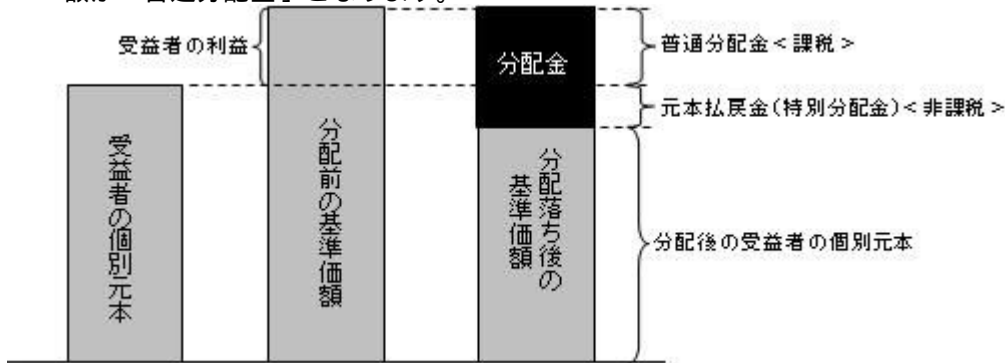 受益者の利益
分配金
普通分配金＜課税＞
元本払戻金(特別分配金)＜非課税＞
受益者の個別元本
分配前の基準価額
分配落ち後の
基準価額
分配後の受益者の個別元本